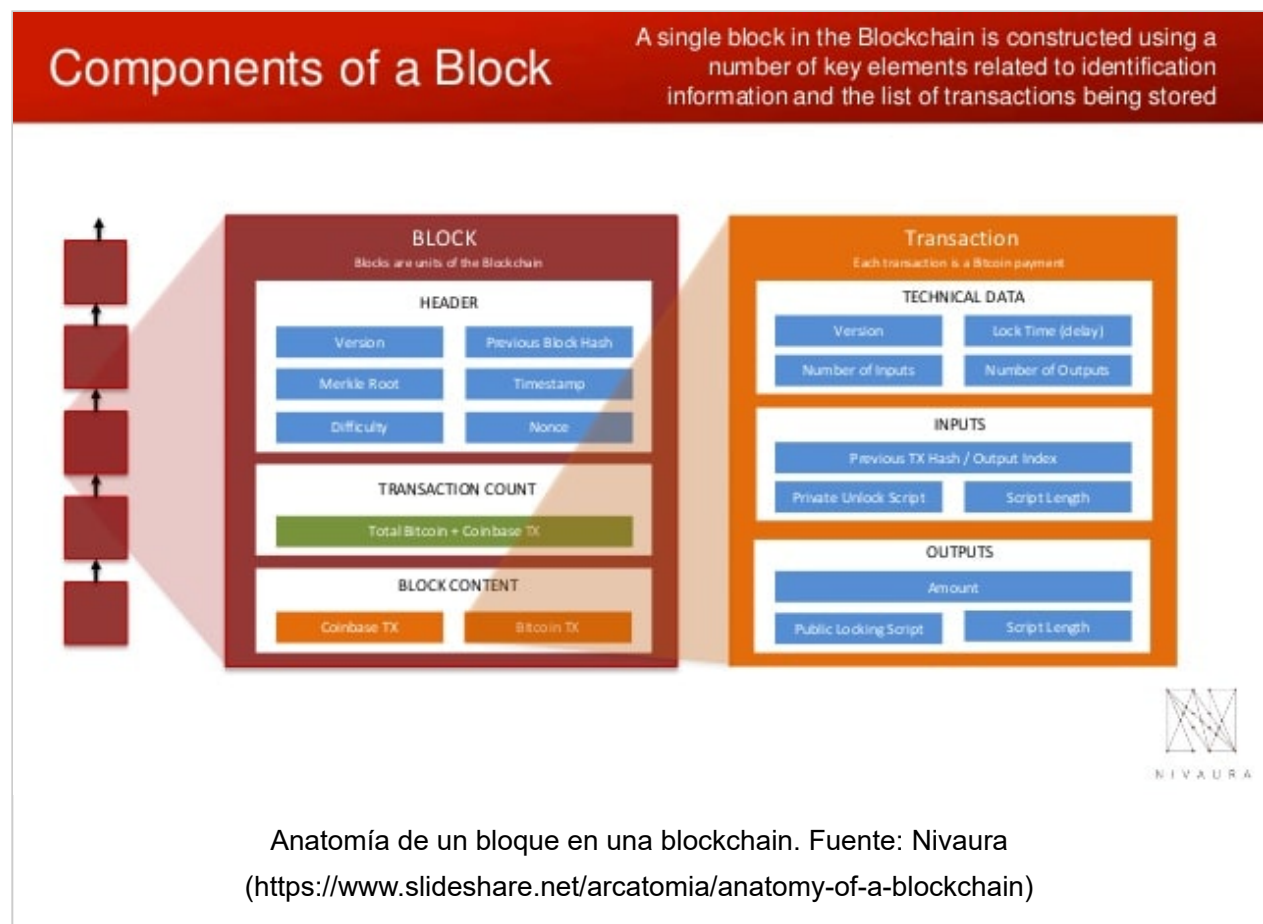 Components of a Block
A single block in the Blockchain is constructed using a
number of key elements related to identification
information and the list of transactions being stored
BLOCK
Blocks are units of the Blockchain
HEADER
Version
Previous Block Hash
Merkle Root
Timestamp
Difficulty
Nonce
TRANSACTION COUNT
Total Bitcoin + Coinbase TX
BLOCK CONTENT
Coinbase TX
Bitcoin TX
Transaction
Each transaction is a Bitcoin payment
TECHNICAL DATA
Version
Lock Time (delay)
Number of Inputs
Number of Outputs
INPUTS
Previous TX Hash / Output Index
Private Unlock Script
Script Length
OUTPUTS
Amount
Public Locking Script
Script Length
NIVAURA
Anatomía de un bloque en una blockchain. Fuente: Nivaura
(https://www.slideshare.net/arcatomia/anatomy-of-a-blockchain)